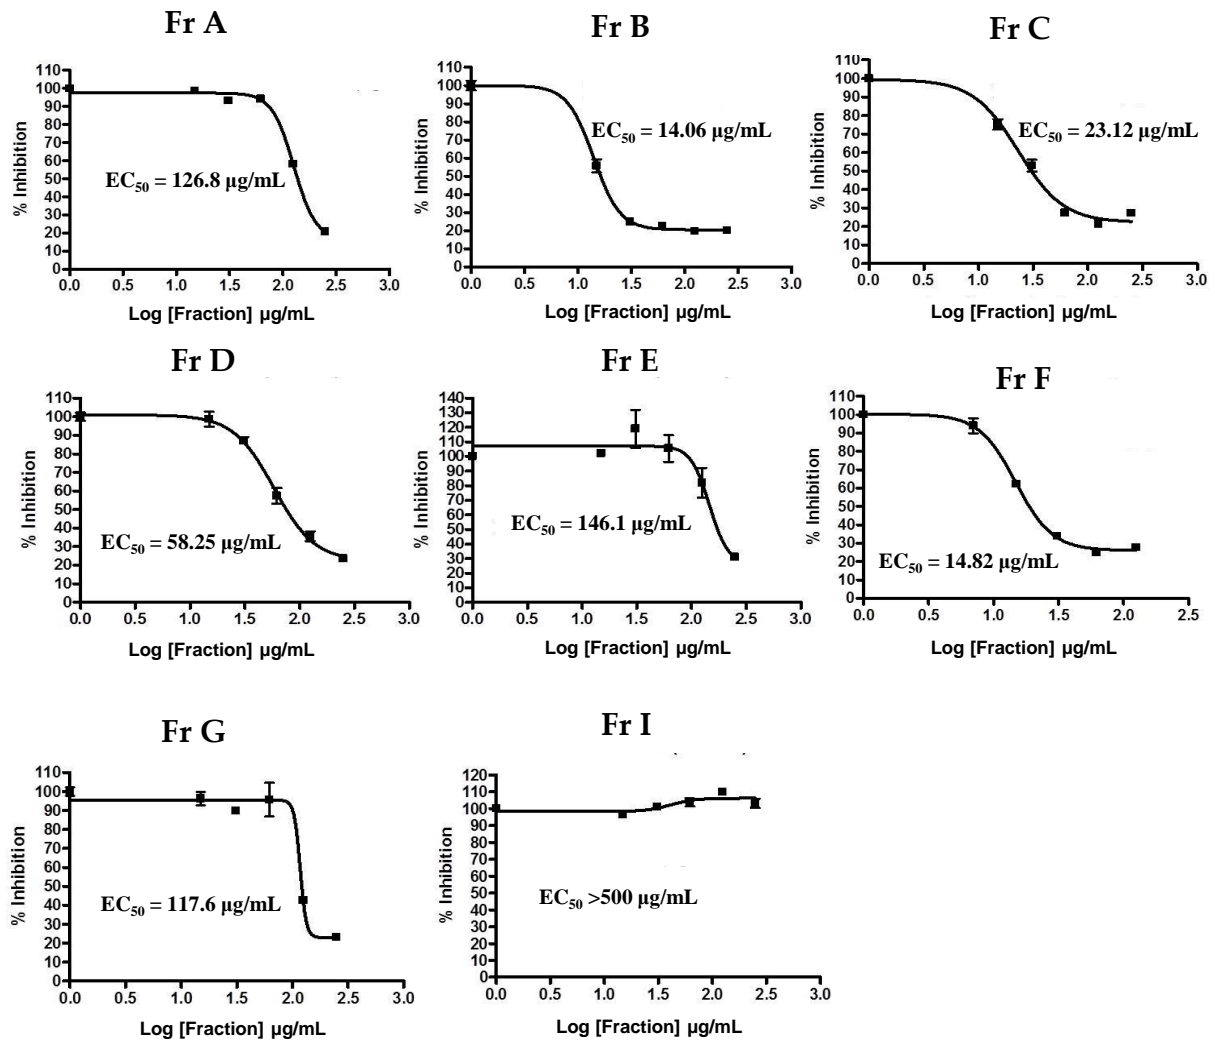 Fr A
110
100
90
80
70
60
50
40
30
20
10
0
% Inhibition
EC₅₀ = 126.8 µg/mL
0.0 0.5 1.0 1.5 2.0 2.5 3.0
Log [Fraction] µg/mL
Fr B
110
100
90
80
70
60
50
40
30
20
10
0
% Inhibition
EC₅₀ = 14.06 µg/mL
0.0 0.5 1.0 1.5 2.0 2.5 3.0
Log [Fraction] µg/mL
Fr C
110
100
90
80
70
60
50
40
30
20
10
0
% Inhibition
EC₅₀ = 23.12 µg/mL
0.0 0.5 1.0 1.5 2.0 2.5 3.0
Log [Fraction] µg/mL
Fr D
110
100
90
80
70
60
50
40
30
20
10
0
% Inhibition
EC₅₀ = 58.25 µg/mL
0.0 0.5 1.0 1.5 2.0 2.5 3.0
Log [Fraction] µg/mL
Fr E
140
130
120
110
100
90
80
70
60
50
40
30
20
10
0
% Inhibition
EC₅₀ = 146.1 µg/mL
0.0 0.5 1.0 1.5 2.0 2.5 3.0
Log [Fraction] µg/mL
Fr F
110
100
90
80
70
60
50
40
30
20
10
0
% Inhibition
EC₅₀ = 14.82 µg/mL
0.0 0.5 1.0 1.5 2.0 2.5
Log [Fraction] µg/mL
Fr G
110
100
90
80
70
60
50
40
30
20
10
0
% Inhibition
EC₅₀ = 117.6 µg/mL
0.0 0.5 1.0 1.5 2.0 2.5 3.0
Log [Fraction] µg/mL
Fr I
120
110
100
90
80
70
60
50
40
30
20
10
0
% Inhibition
EC₅₀ >500 µg/mL
0.0 0.5 1.0 1.5 2.0 2.5 3.0
Log [Fraction] µg/mL